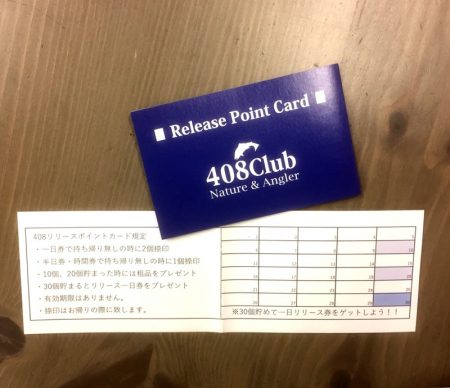 Release Point Card
408Club
Nature & Angler
408リリースポイントカード規定
・一日券で持ち帰り無しの時に2個捺印
・半日券・時間券で持ち帰り無しの時に1個捺印
・10個、20個貯まった時には粗品をプレゼント
・30個貯まるとリリース一日券をプレゼント
・有効期限はありません。
・捺印はお帰りの際に致します。
※30個貯めて一日リリース券をゲットしよう！！